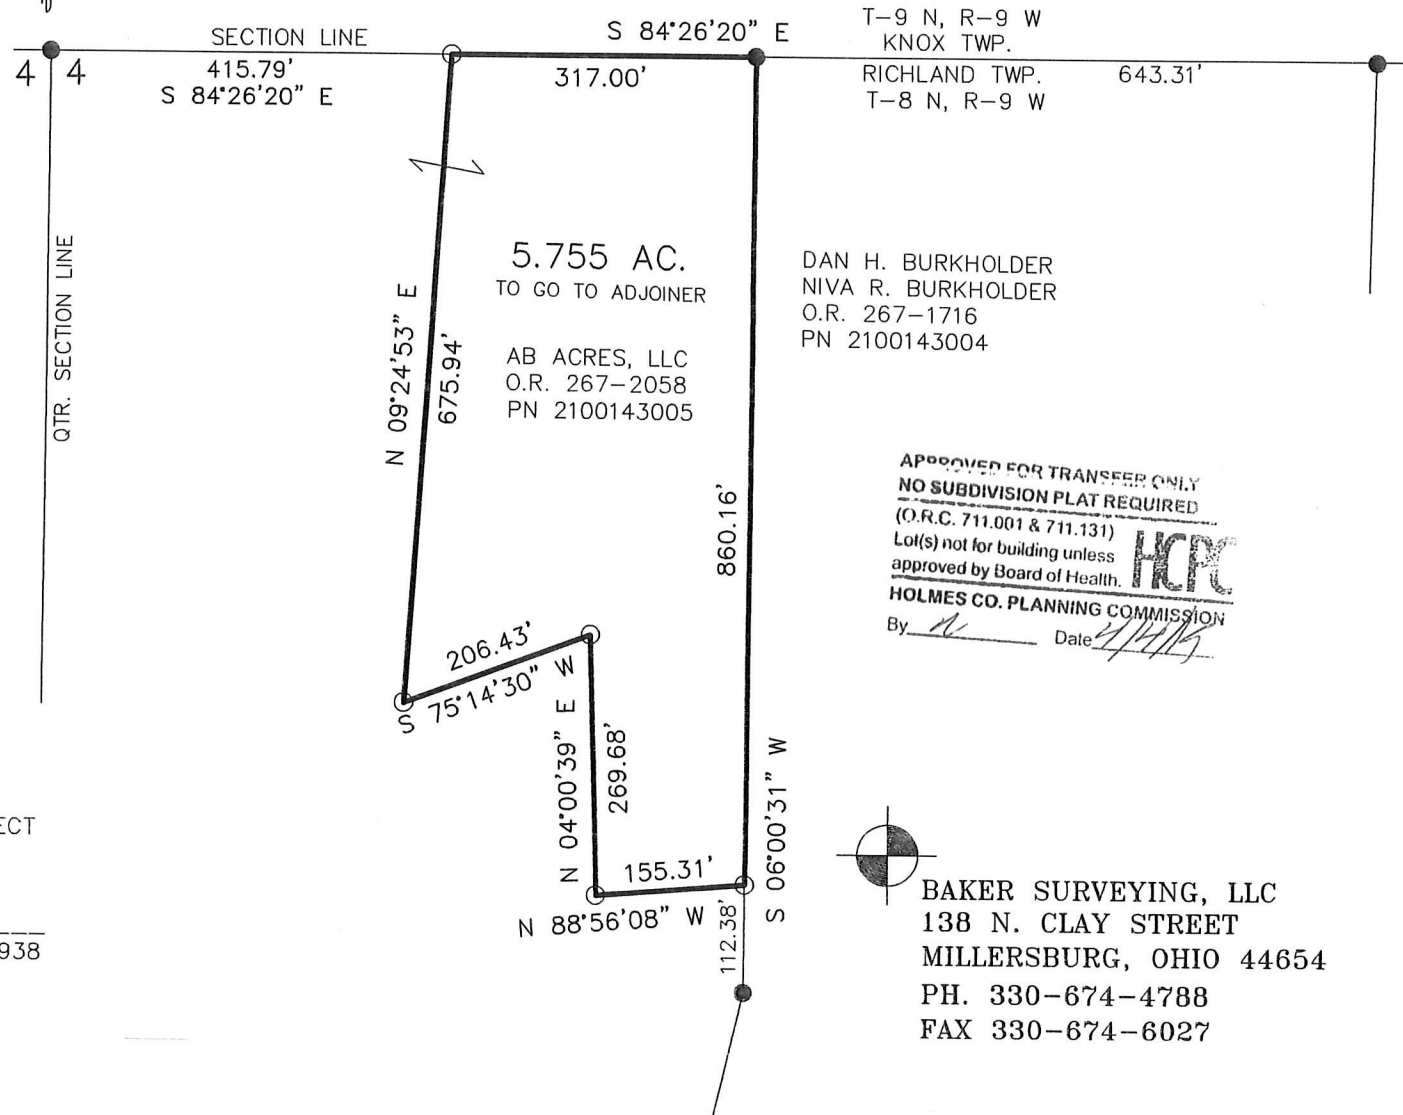 T-9 N, R-9 W
SECTION LINE
S 84°26'20" E
KNOX TWP.
4 4
415.79'
317.00'
RICHLAND TWP.
643.31'
S 84°26'20" E
T-8 N, R-9 W
QTR. SECTION LINE
N 09°24'53" E
675.94'
5.755 AC.
TO GO TO ADJOINER
AB ACRES, LLC
O.R. 267-2058
PN 2100143005
DAN H. BURKHOLDER
NIVA R. BURKHOLDER
O.R. 267-1716
PN 2100143004
860.16'
APPROVED FOR TRANSFER ONLY
NO SUBDIVISION PLAT REQUIRED
(O.R.C. 711.001 & 711.131)
Lot(s) not for building unless
approved by Board of Health.
HCPC
HOLMES CO. PLANNING COMMISSION
By Date
206.43'
S 75°14'30" W
N 04°00'39" E
269.68'
S 06°00'31" W
155.31'
N 88°56'08" W
112.38'
ECT
938
BAKER SURVEYING, LLC
138 N. CLAY STREET
MILLERSBURG, OHIO 44654
PH. 330-674-4788
FAX 330-674-6027